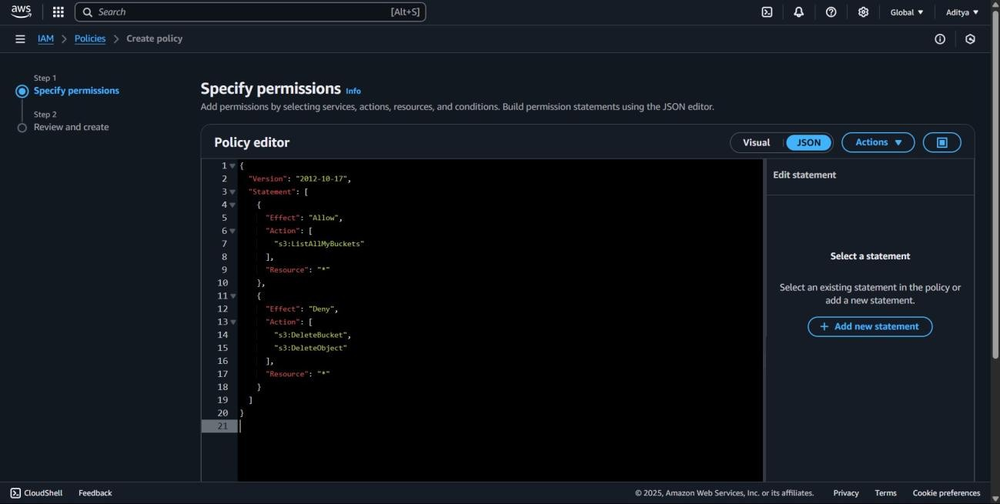 aws
Search [Alt+S]
Global ▼ Aditya ▼
IAM > Policies > Create policy
Step 1
Specify permissions
Step 2
Review and create
Specify permissions Info
Add permissions by selecting services, actions, resources, and conditions. Build permission statements using the JSON editor.
Policy editor
Visual JSON Actions ▼
1 {
2 "Version": "2012-10-17",
3 "Statement": [
4 {
5 "Effect": "Allow",
6 "Action": [
7 "s3:ListAllMyBuckets"
8 ],
9 "Resource": "*"
10 },
11 {
12 "Effect": "Deny",
13 "Action": [
14 "s3:DeleteBucket",
15 "s3:DeleteObject"
16 ],
17 "Resource": "*"
18 }
19 ]
20 }
21
Edit statement
Select a statement
Select an existing statement in the policy or
add a new statement.
+ Add new statement
CloudShell Feedback © 2025, Amazon Web Services, Inc. or its affiliates. Privacy Terms Cookie preferences